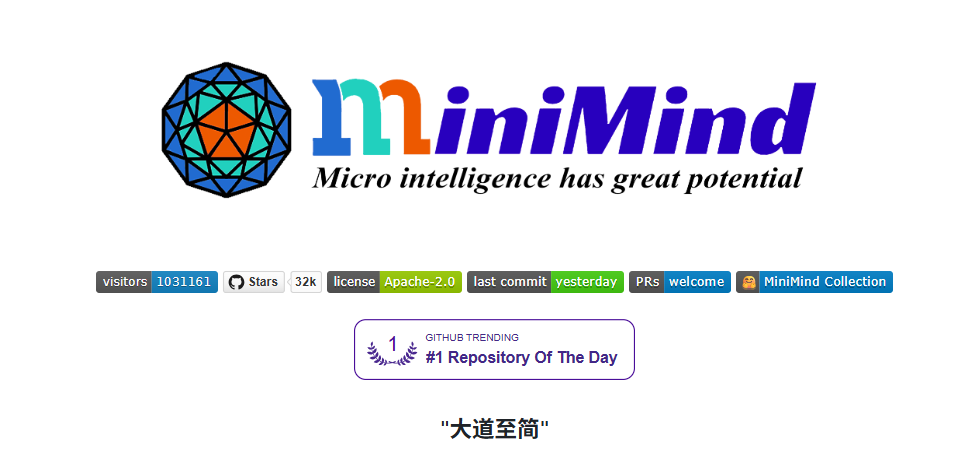 MiniMind
Micro intelligence has great potential
visitors 1031161 Stars 32k license Apache-2.0 last commit yesterday PRs welcome MiniMind Collection
1
GITHUB TRENDING
#1 Repository Of The Day
"大道至简"